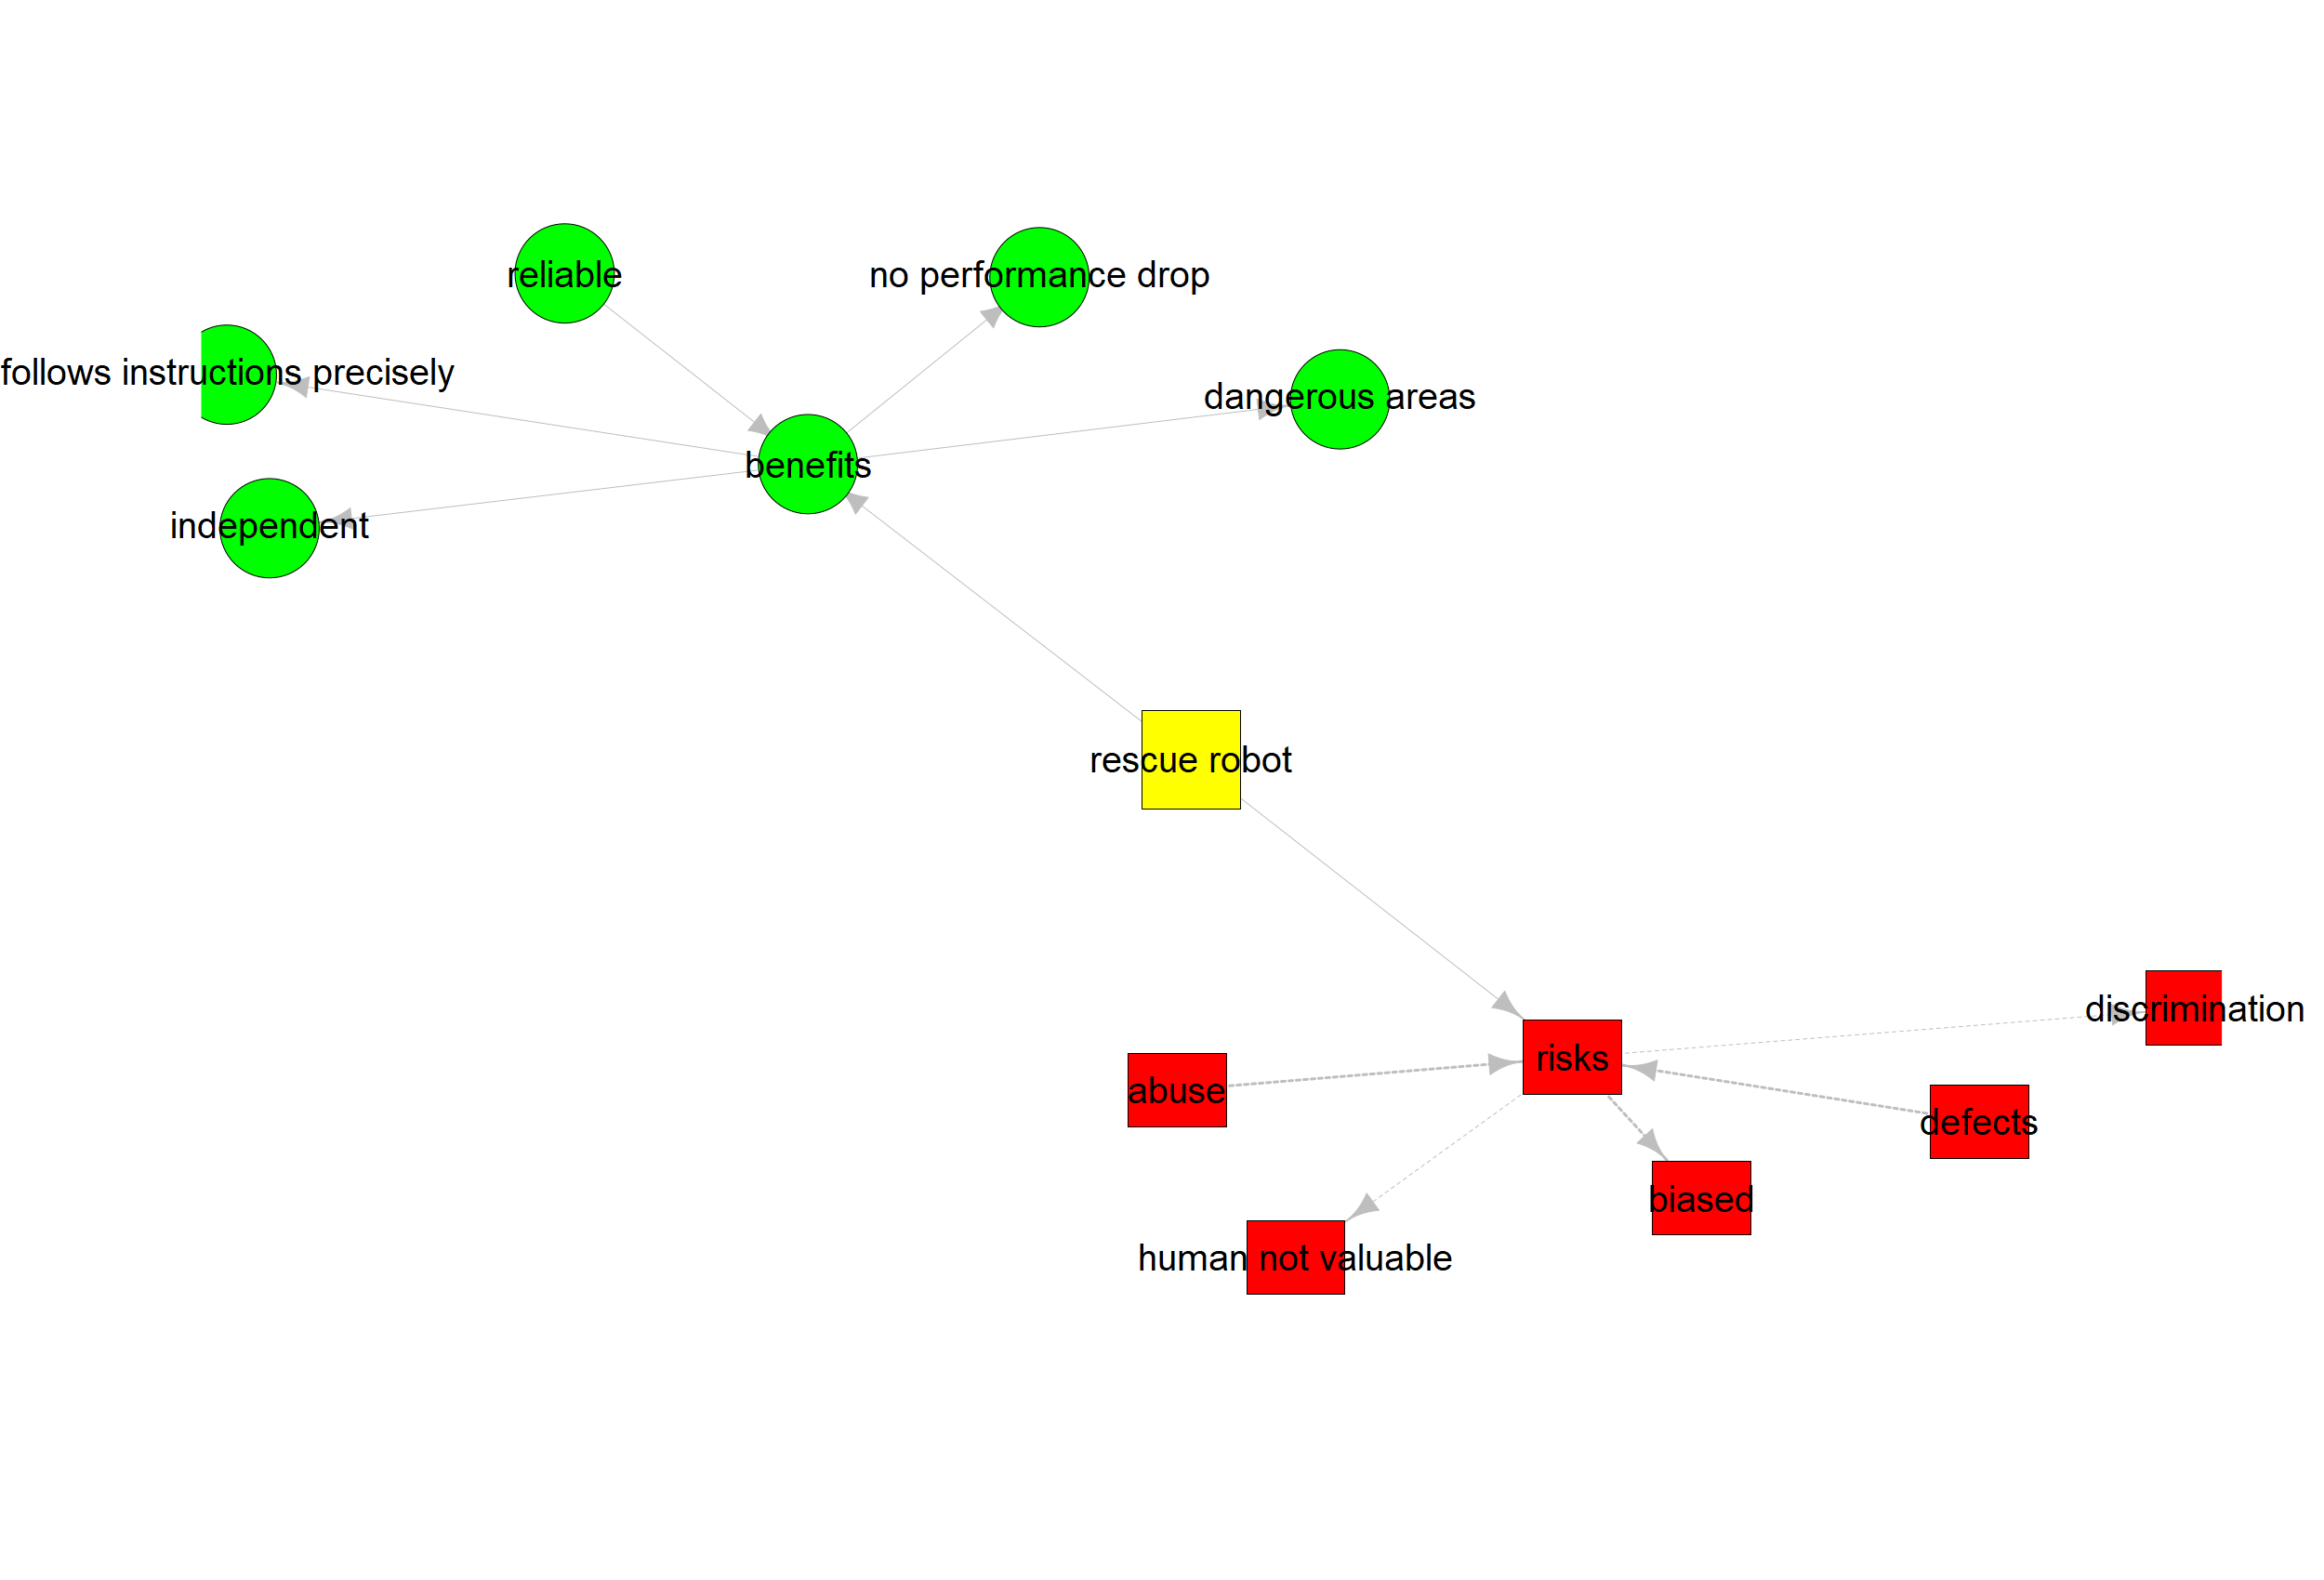 reliable
no performance drop
follows instructions precisely
dangerous areas
benefits
independent
rescue robot
discrimination
risks
abuse
defects
biased
human not valuable